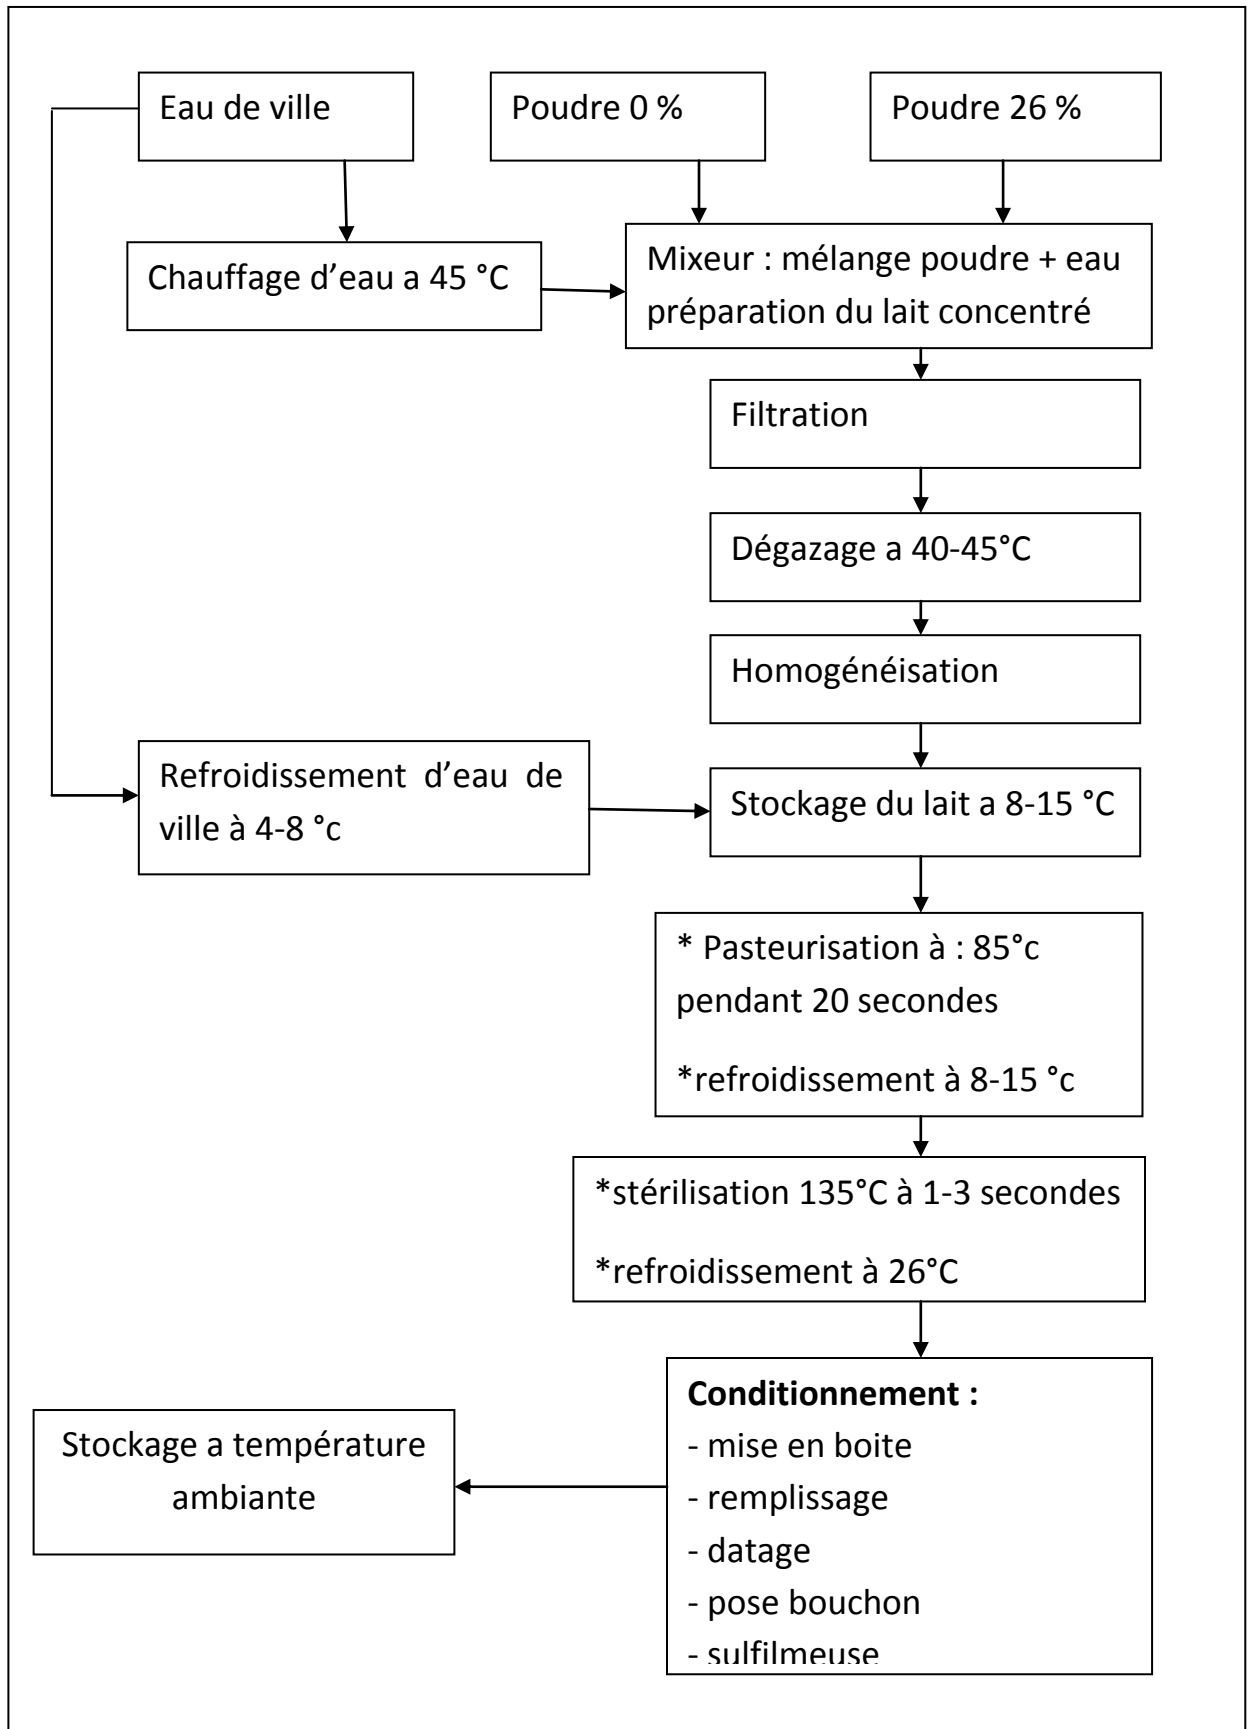 Eau de ville
Poudre 0 %
Poudre 26 %
Chauffage d’eau a 45 °C
Mixeur : mélange poudre + eau
préparation du lait concentré
Filtration
Dégazage a 40-45°C
Homogénéisation
Refroidissement d’eau de
ville à 4-8 °c
Stockage du lait a 8-15 °C
* Pasteurisation à : 85°c
pendant 20 secondes
*refroidissement à 8-15 °c
*stérilisation 135°C à 1-3 secondes
*refroidissement à 26°C
Conditionnement :
- mise en boite
- remplissage
- datage
- pose bouchon
- sulfilmeuse
Stockage a température
ambiante